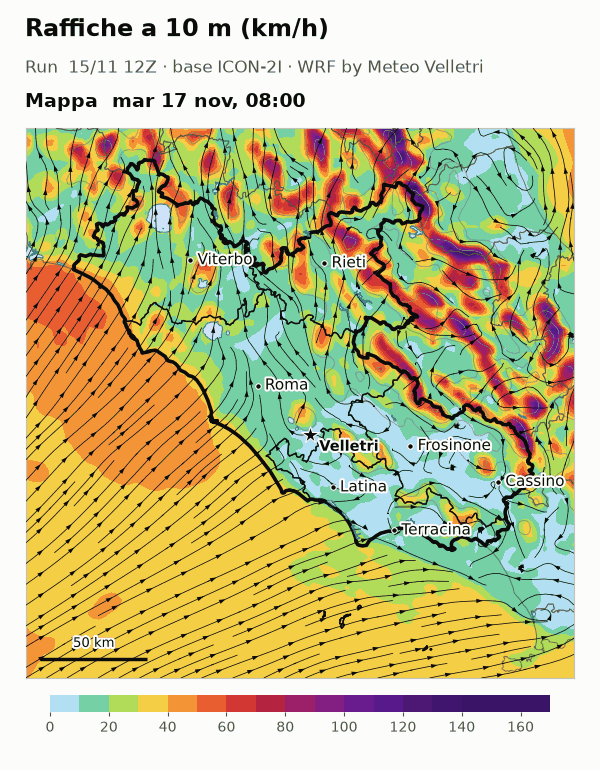 Raffiche a 10 m (km/h)
Run  15/11 12Z · base ICON-2I · WRF by Meteo Velletri
Mappa  mar 17 nov, 08:00
Viterbo
Rieti
Roma
Velletri
Frosinone
Cassino
Latina
Terracina
50 km
0 20 40 60 80 100 120 140 160